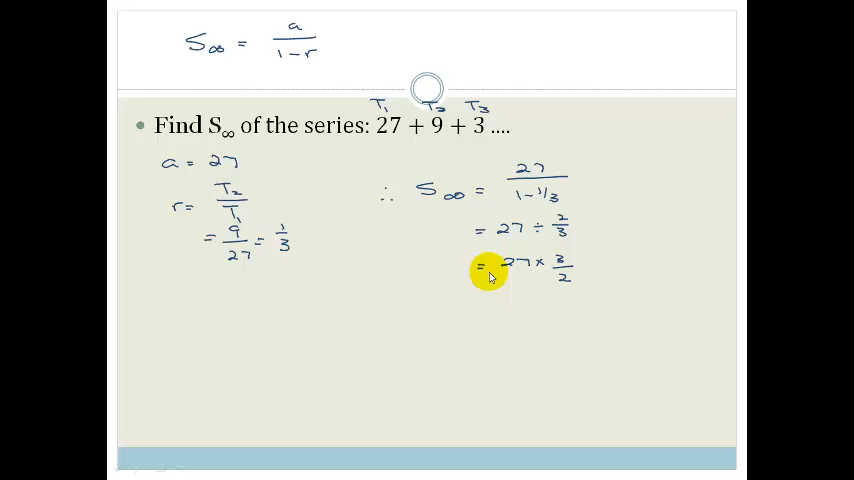 S∞ = a / 1 - r
T₁ T₂ T₃
• Find S∞ of the series: 27 + 9 + 3 ....
a = 27
r = T₂ / T₁
= 9 / 27 = 1 / 3
∴ S∞ = 27 / 1 - 1/3
= 27 ÷ 2/3
= 27 × 3/2